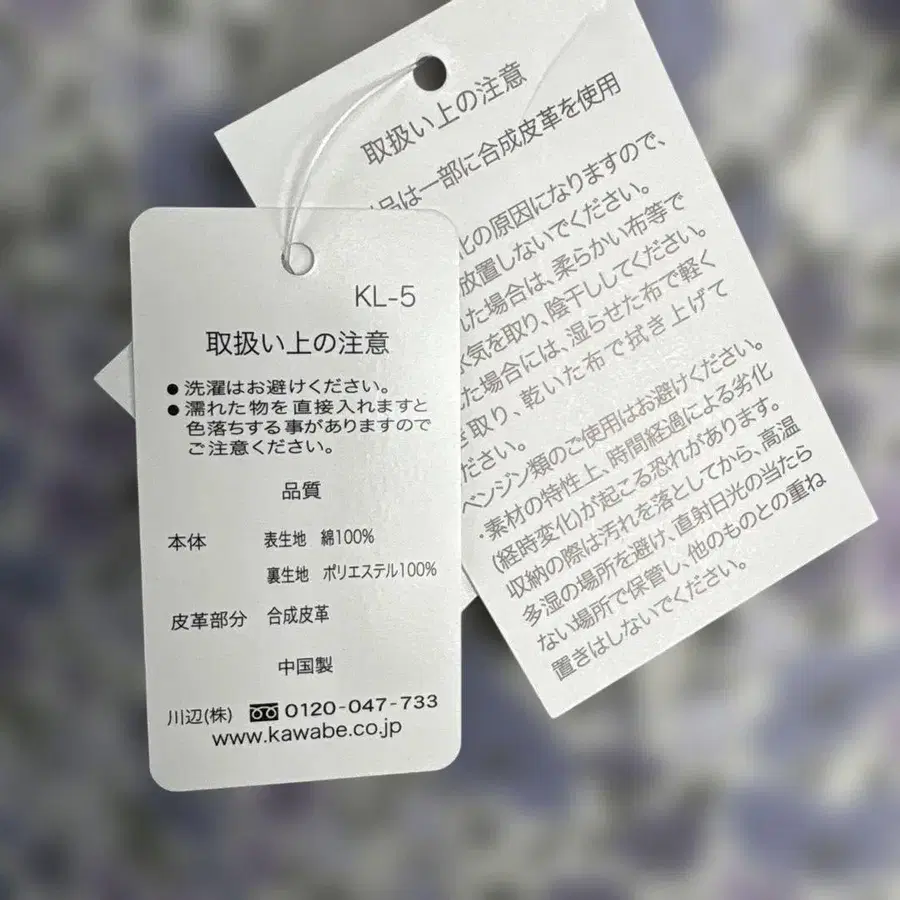 KL-5
取扱い上の注意
●洗濯はお避けください。
●濡れた物を直接入れますと
色落ちする事がありますので
ご注意ください。
品質
本体 表生地 綿100%
裏生地 ポリエステル100%
皮革部分 合成皮革
中国製
川辺(株) 0120-047-733
www.kawabe.co.jp
取扱い上の注意
品は一部に合成皮革を使用
化の原因になりますので、
放置しないでください。
れた場合は、柔らかい布等で
水気を取り、陰干ししてください。
た場合には、湿らせた布で軽く
取り、乾いた布で拭き上げて
ださい。
ベンジン類のご使用はお避けください。
・素材の特性上、時間経過による劣化
(経時変化)が起こる恐れがあります。
収納の際は汚れを落としてから、高温
多湿の場所を避け、直射日光の当たら
ない場所で保管し、他のものとの重ね
置きはしないでください。